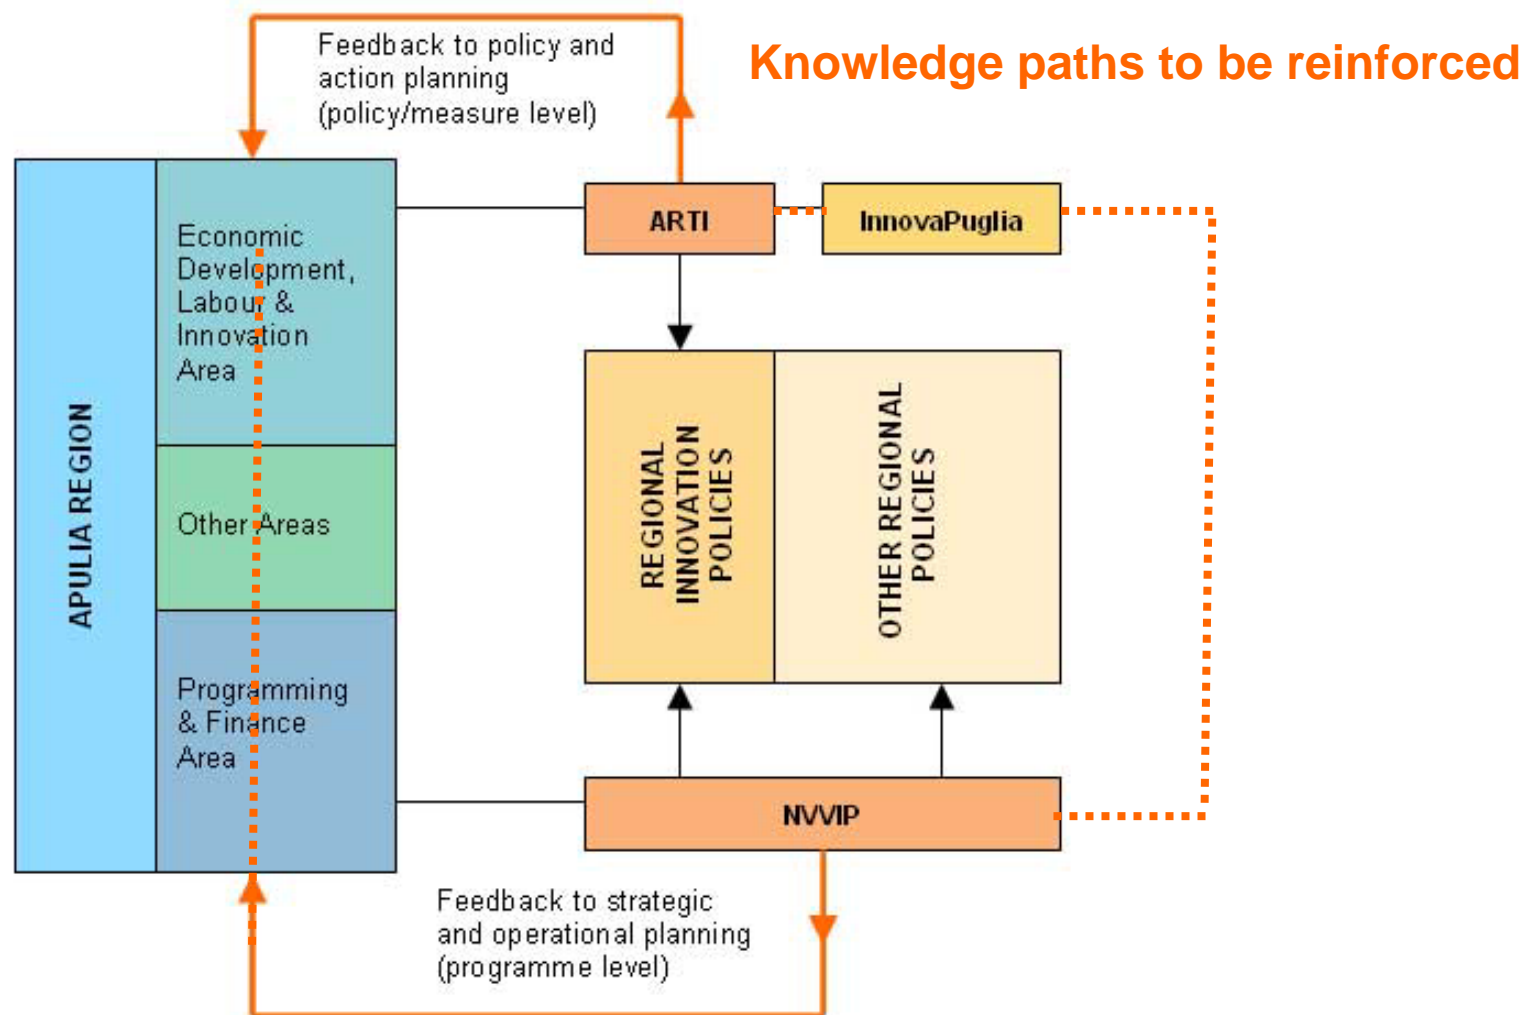 Feedback to policy and
action planning
(policy/measure level)
Knowledge paths to be reinforced
APULIA REGION
Economic
Development,
Labour &
Innovation
Area
Other Areas
Programming
& Finance
Area
ARTI
InnovaPuglia
REGIONAL
INNOVATION
POLICIES
OTHER REGIONAL
POLICIES
NVVIP
Feedback to strategic
and operational planning
(programme level)